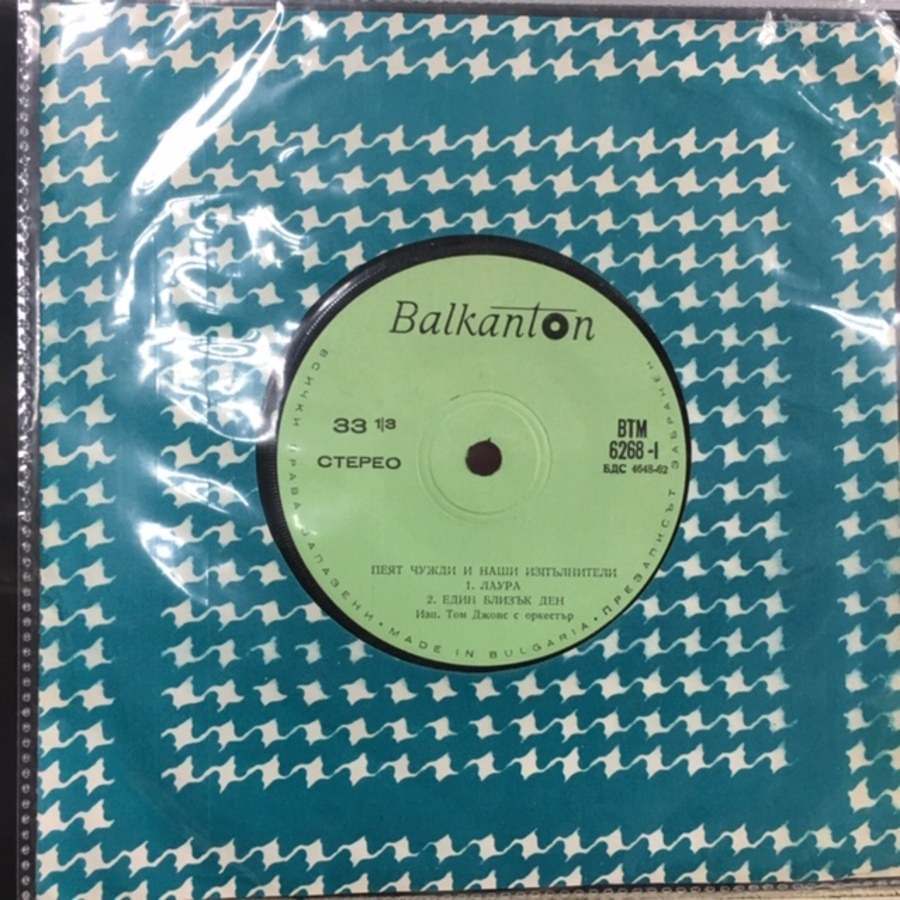 Balkanton
33 1/3
СТЕРЕО
ВТМ
6268-I
БДС 4648-62
ПЕЯТ ЧУЖДИ И НАШИ ИЗПЪЛНИТЕЛИ
1. ЛАУРА
2. ЕДИН БЛИЗЪК ДЕН
Изп. Том Джонс с оркестър
ВСИЧКИ ПРАВА ЗАПАЗЕНИ • MADE IN BULGARIA • ПРЕЗАПИСЪТ ЗАБРАНЕН